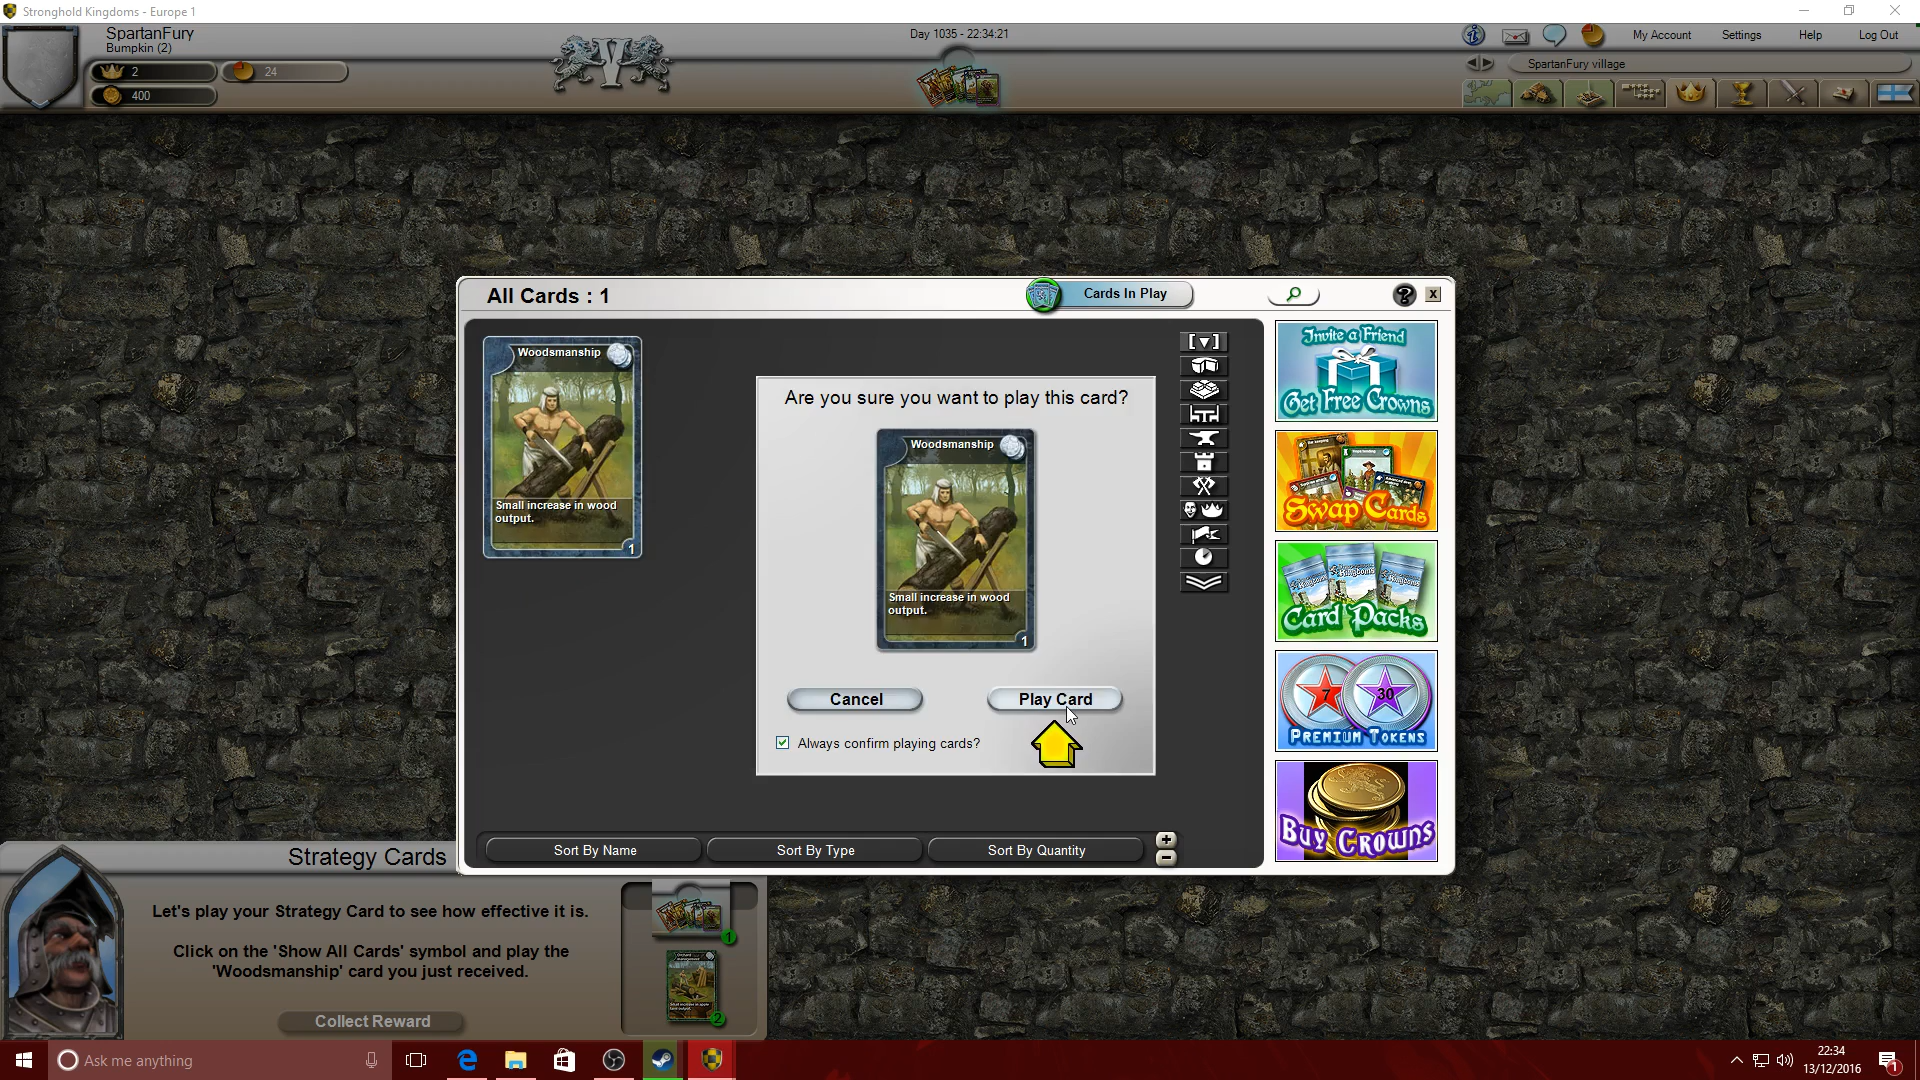 Stronghold Kingdoms - Europe 1
SpartanFury
Bumpkin (2)
2
24
400
Day 1035 - 22:34:21
My Account
Settings
Help
Log Out
SpartanFury village
All Cards : 1
Cards In Play
Woodsmanship
Small increase in wood
output.
1
Are you sure you want to play this card?
Woodsmanship
Small increase in wood
output.
1
Cancel
Play Card
Always confirm playing cards?
Invite a Friend
Get Free Crowns
Swap Cards
Card Packs
7
30
Premium Tokens
Buy Crowns
Sort By Name
Sort By Type
Sort By Quantity
Strategy Cards
Let's play your Strategy Card to see how effective it is.
Click on the 'Show All Cards' symbol and play the
'Woodsmanship' card you just received.
Collect Reward
1
2
Ask me anything
22:34
13/12/2016
1